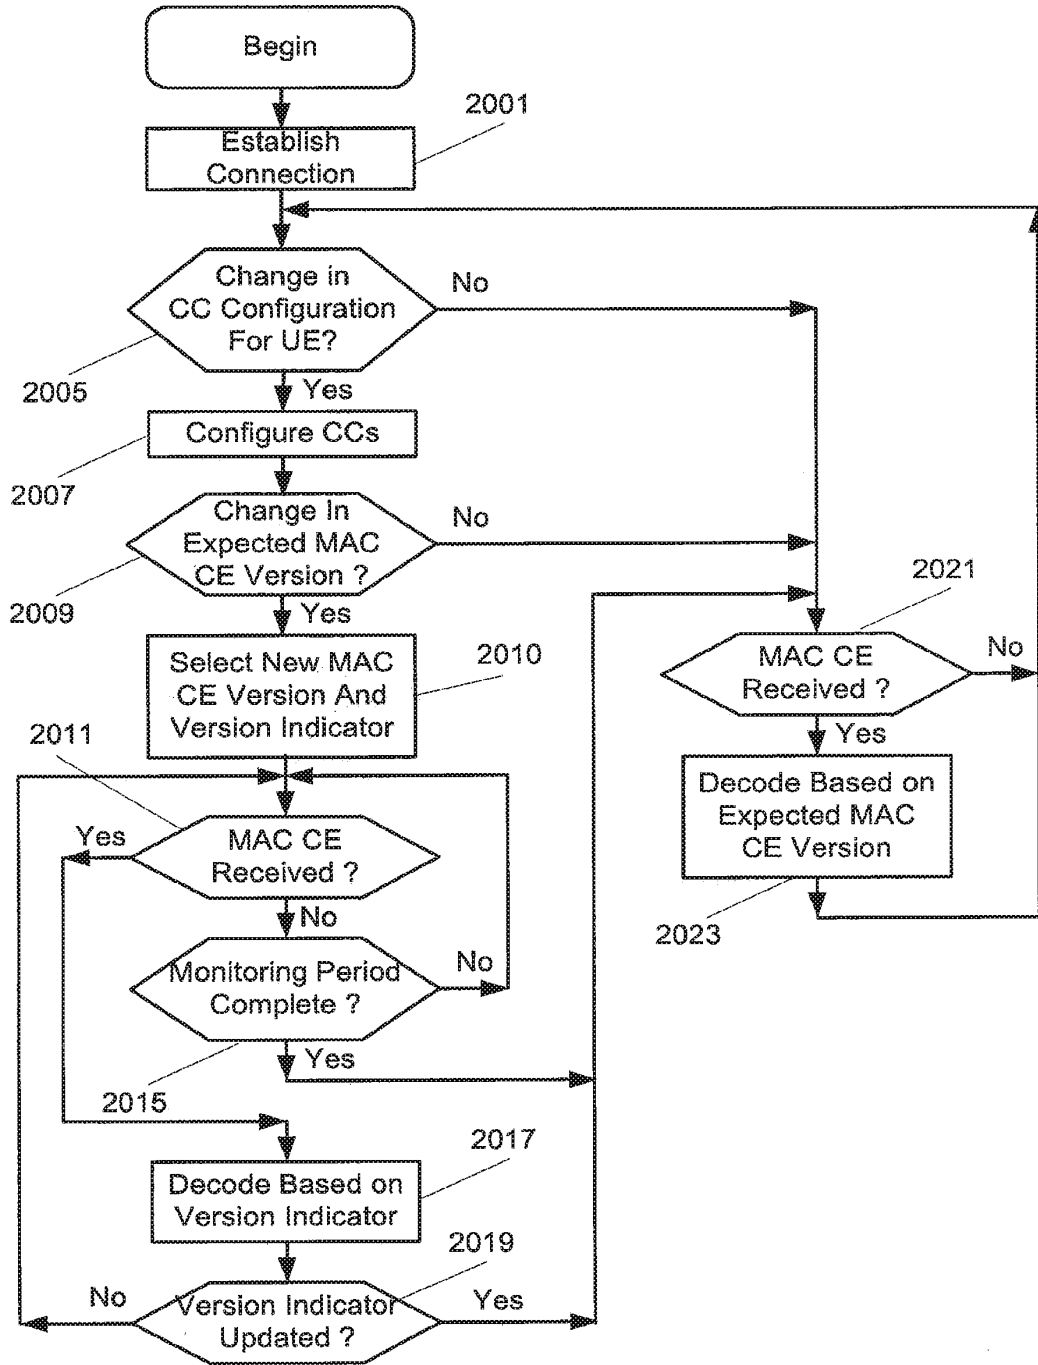 Begin
2001
Establish
Connection
Change in
CC Configuration
For UE?
No
2005
Yes
Configure CCs
2007
Change In
Expected MAC
CE Version ?
No
2009
Yes
2021
MAC CE
Received ?
No
Select New MAC
CE Version And
Version Indicator
2010
Yes
2011
Decode Based on
Expected MAC
CE Version
Yes
MAC CE
Received ?
No
2023
Monitoring Period
Complete ?
No
Yes
2015
2017
Decode Based on
Version Indicator
2019
No
Version Indicator
Updated ?
Yes